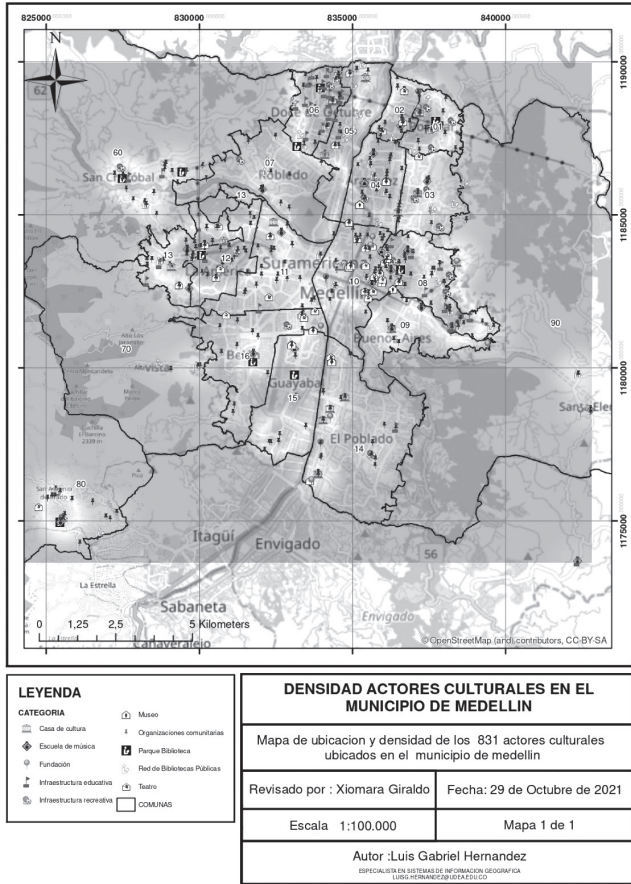 825000 830000 835000 840000
1190000
1185000
1180000
1175000
N
62
06
02
05
01
60
San Cristóbal
07
Robledo
13
04
03
13
12
11
Suramericana
10
Medellín
08
09
Buenos Aires
90
70
AltaVista
16
Guayaba
15
El Poblado
14
80
Itagüí
Envigado
56
La Estrella
Sabaneta
Envigado
0 1,25 2,5 5 Kilometers
Cañaveralejo
©OpenStreetMap (and) contributors, CC-BY-SA
LEYENDA
CATEGORIA
Casa de cultura
Escuela de música
Fundación
Infraestructura educativa
Infraestructura recreativa
Museo
Organizaciones comunitarias
Parque Biblioteca
Red de Bibliotecas Públicas
Teatro
COMUNAS
DENSIDAD ACTORES CULTURALES EN EL
MUNICIPIO DE MEDELLIN
Mapa de ubicacion y densidad de los 831 actores culturales
ubicados en el municipio de medellin
Revisado por : Xiomara Giraldo
Fecha: 29 de Octubre de 2021
Escala 1:100.000
Mapa 1 de 1
Autor :Luis Gabriel Hernandez
ESPECIALISTA EN SISTEMAS DE INFORMACION GEOGRAFICA
LUISG.HERNANDEZ@UDEA.EDU.CO